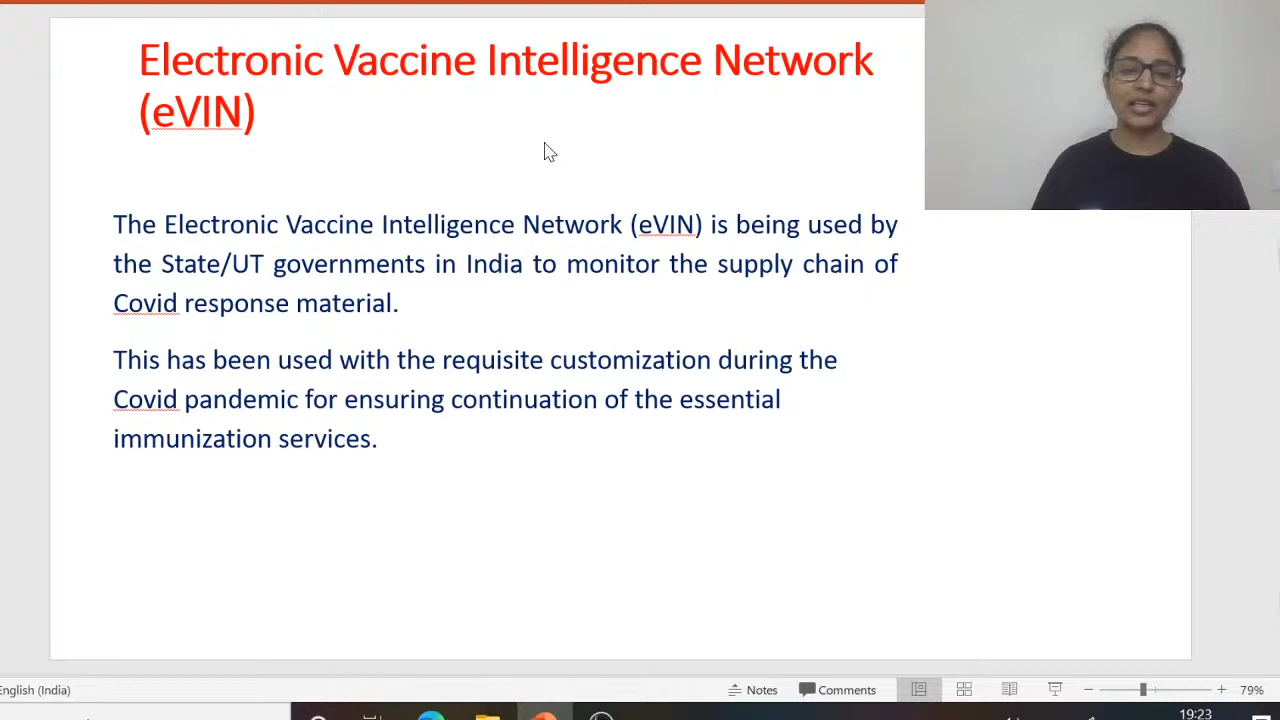 Electronic Vaccine Intelligence Network
(eVIN)
The Electronic Vaccine Intelligence Network (eVIN) is being used by
the State/UT governments in India to monitor the supply chain of
Covid response material.
This has been used with the requisite customization during the
Covid pandemic for ensuring continuation of the essential
immunization services.
English (India)
Notes
Comments
79%
19:23